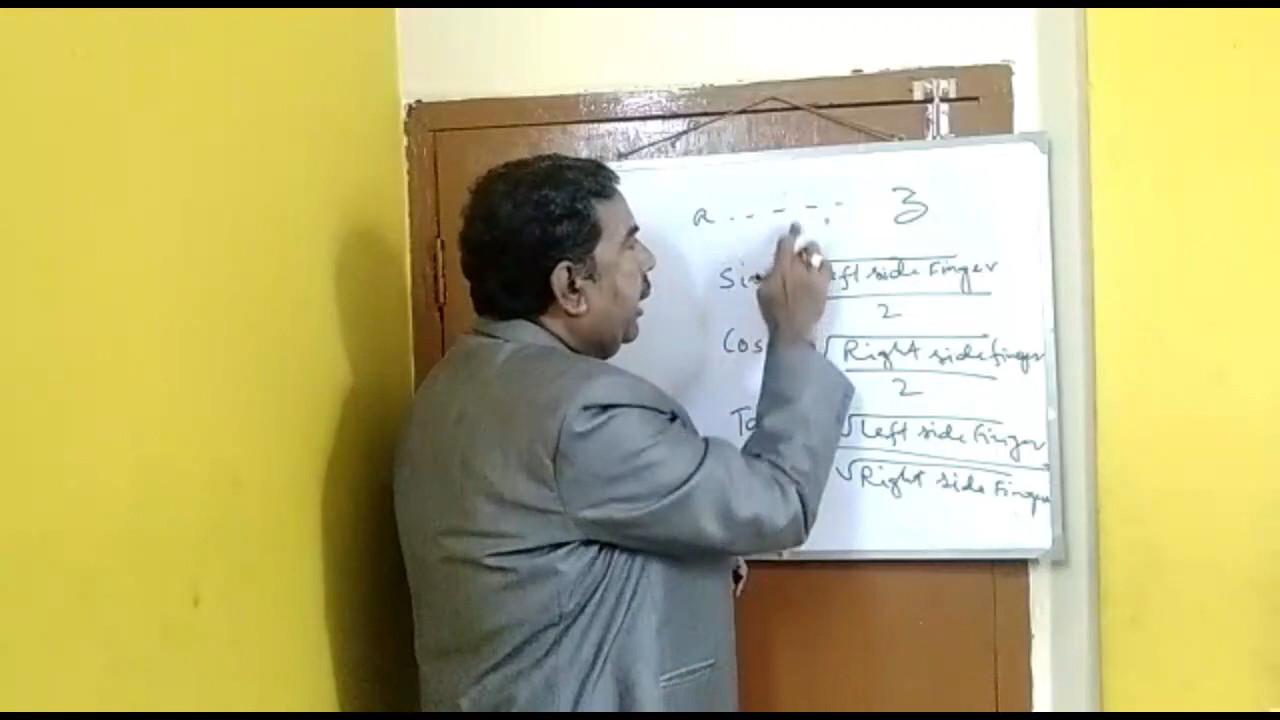 a ..----. 3
√Left side Finger
2
Cos √Right side finger
2
√Left side Finger
√Right side Finger